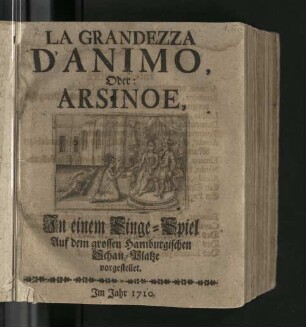 LA GRANDEZZA
D'ANIMO,
Oder:
ARSINOE,
In einem Singe-Spiel
Auf dem grossen Hamburgischen
Schau-Platze
vorgestellet.
Im Jahr 1710.